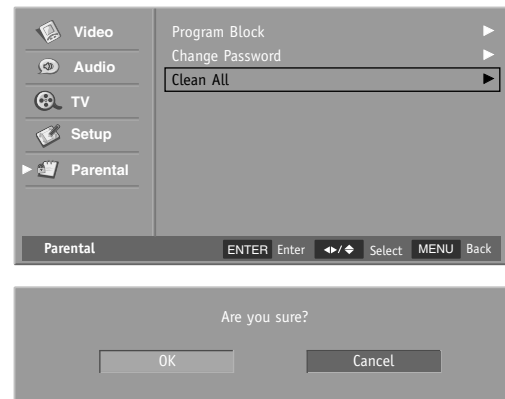 Video
Audio
TV
Setup
Parental
Program Block
Change Password
Clean All
Parental ENTER Enter / Select MENU Back
Are you sure?
OK Cancel